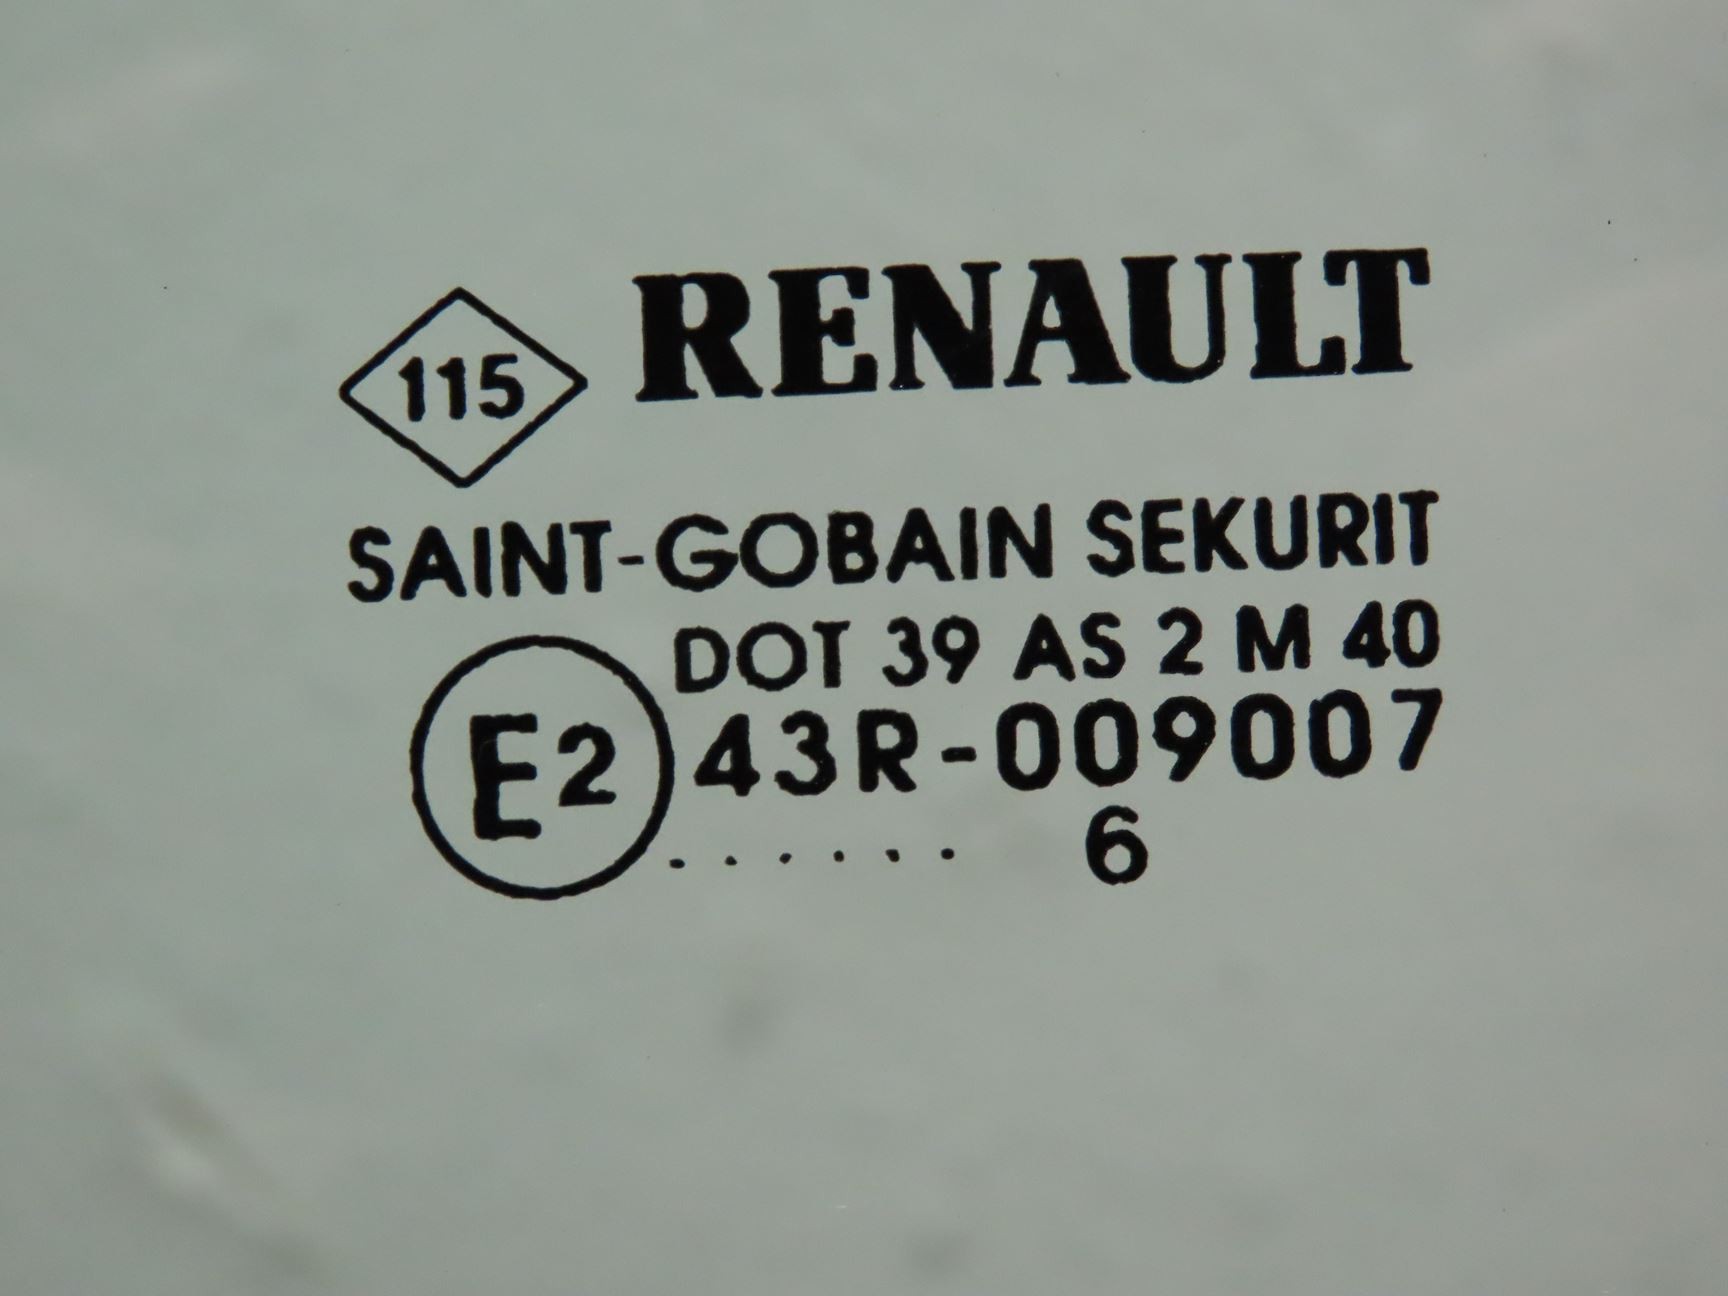 115 RENAULT
SAINT-GOBAIN SEKURIT
DOT 39 AS 2 M 40
E2 43R-009007
...... 6